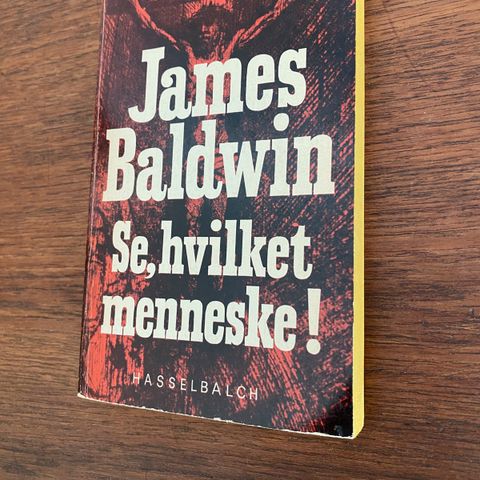 James
Baldwin
Se, hvilket
menneske!
HASSELBALCH